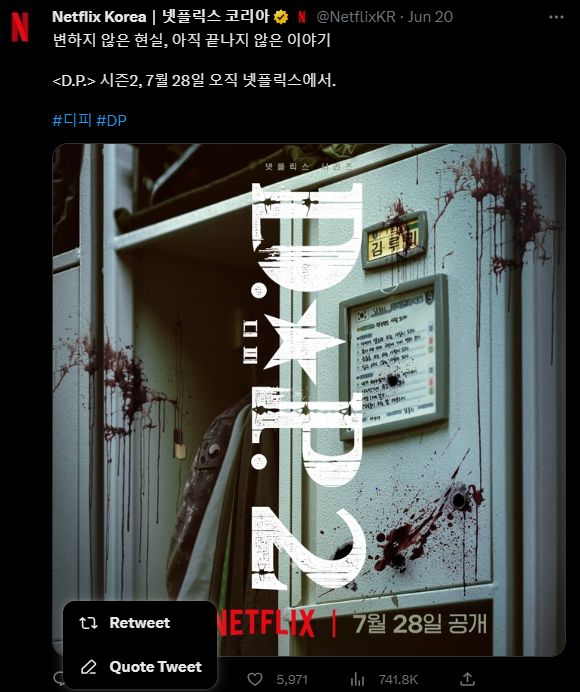 Netflix Korea | 넷플릭스 코리아 @NetflixKR · Jun 20
변하지 않은 현실, 아직 끝나지 않은 이야기
<D.P.> 시즌2, 7월 28일 오직 넷플릭스에서.
#디피 #DP
넷플릭스 시리즈
D.P. 2
디피
김루리
NETFLIX | 7월 28일 공개
Retweet
Quote Tweet
5,971
741.8K